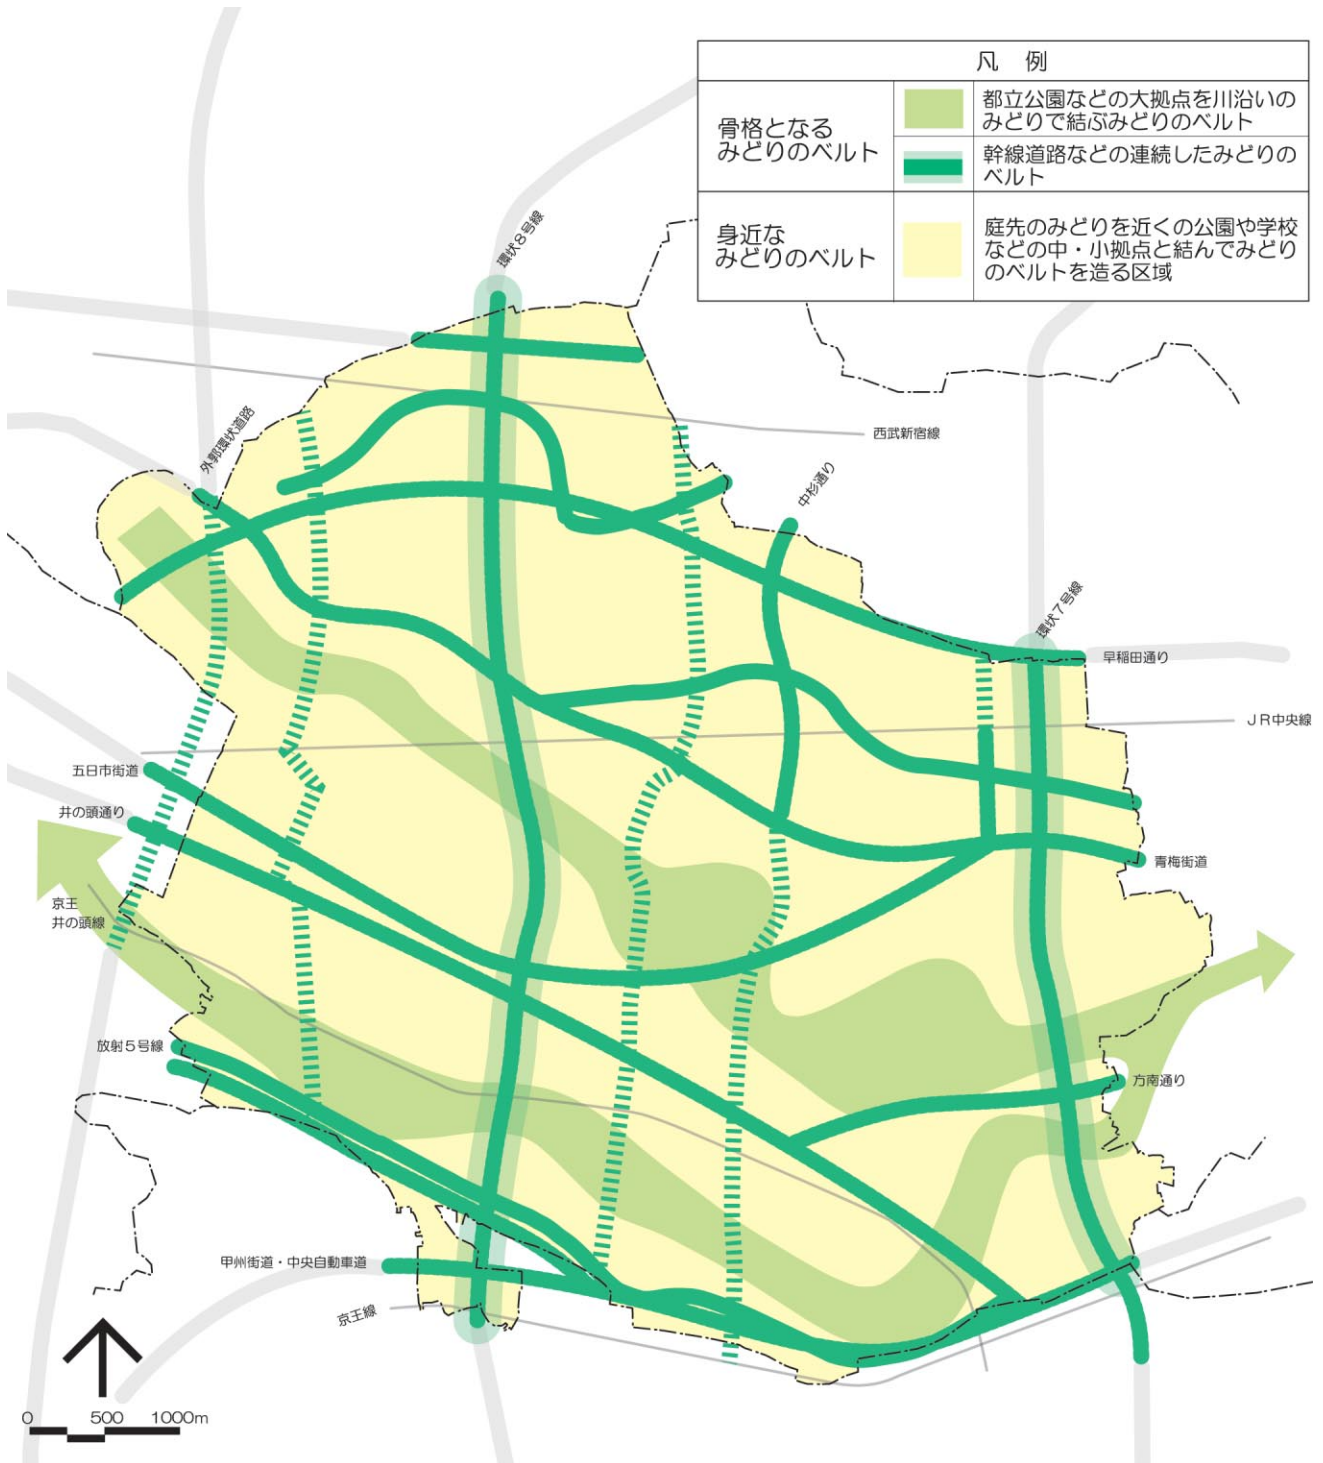 凡 例
骨格となる
みどりのベルト
都立公園などの大拠点を川沿いの
みどりで結ぶみどりのベルト
幹線道路などの連続したみどりの
ベルト
身近な
みどりのベルト
庭先のみどりを近くの公園や学校
などの中・小拠点と結んでみどり
のベルトを造る区域
環状8号線
外郭環状道路
西武新宿線
中杉通り
環状7号線
早稲田通り
JR中央線
五日市街道
井の頭通り
青梅街道
京王
井の頭線
放射5号線
方南通り
甲州街道・中央自動車道
京王線
0 500 1000m